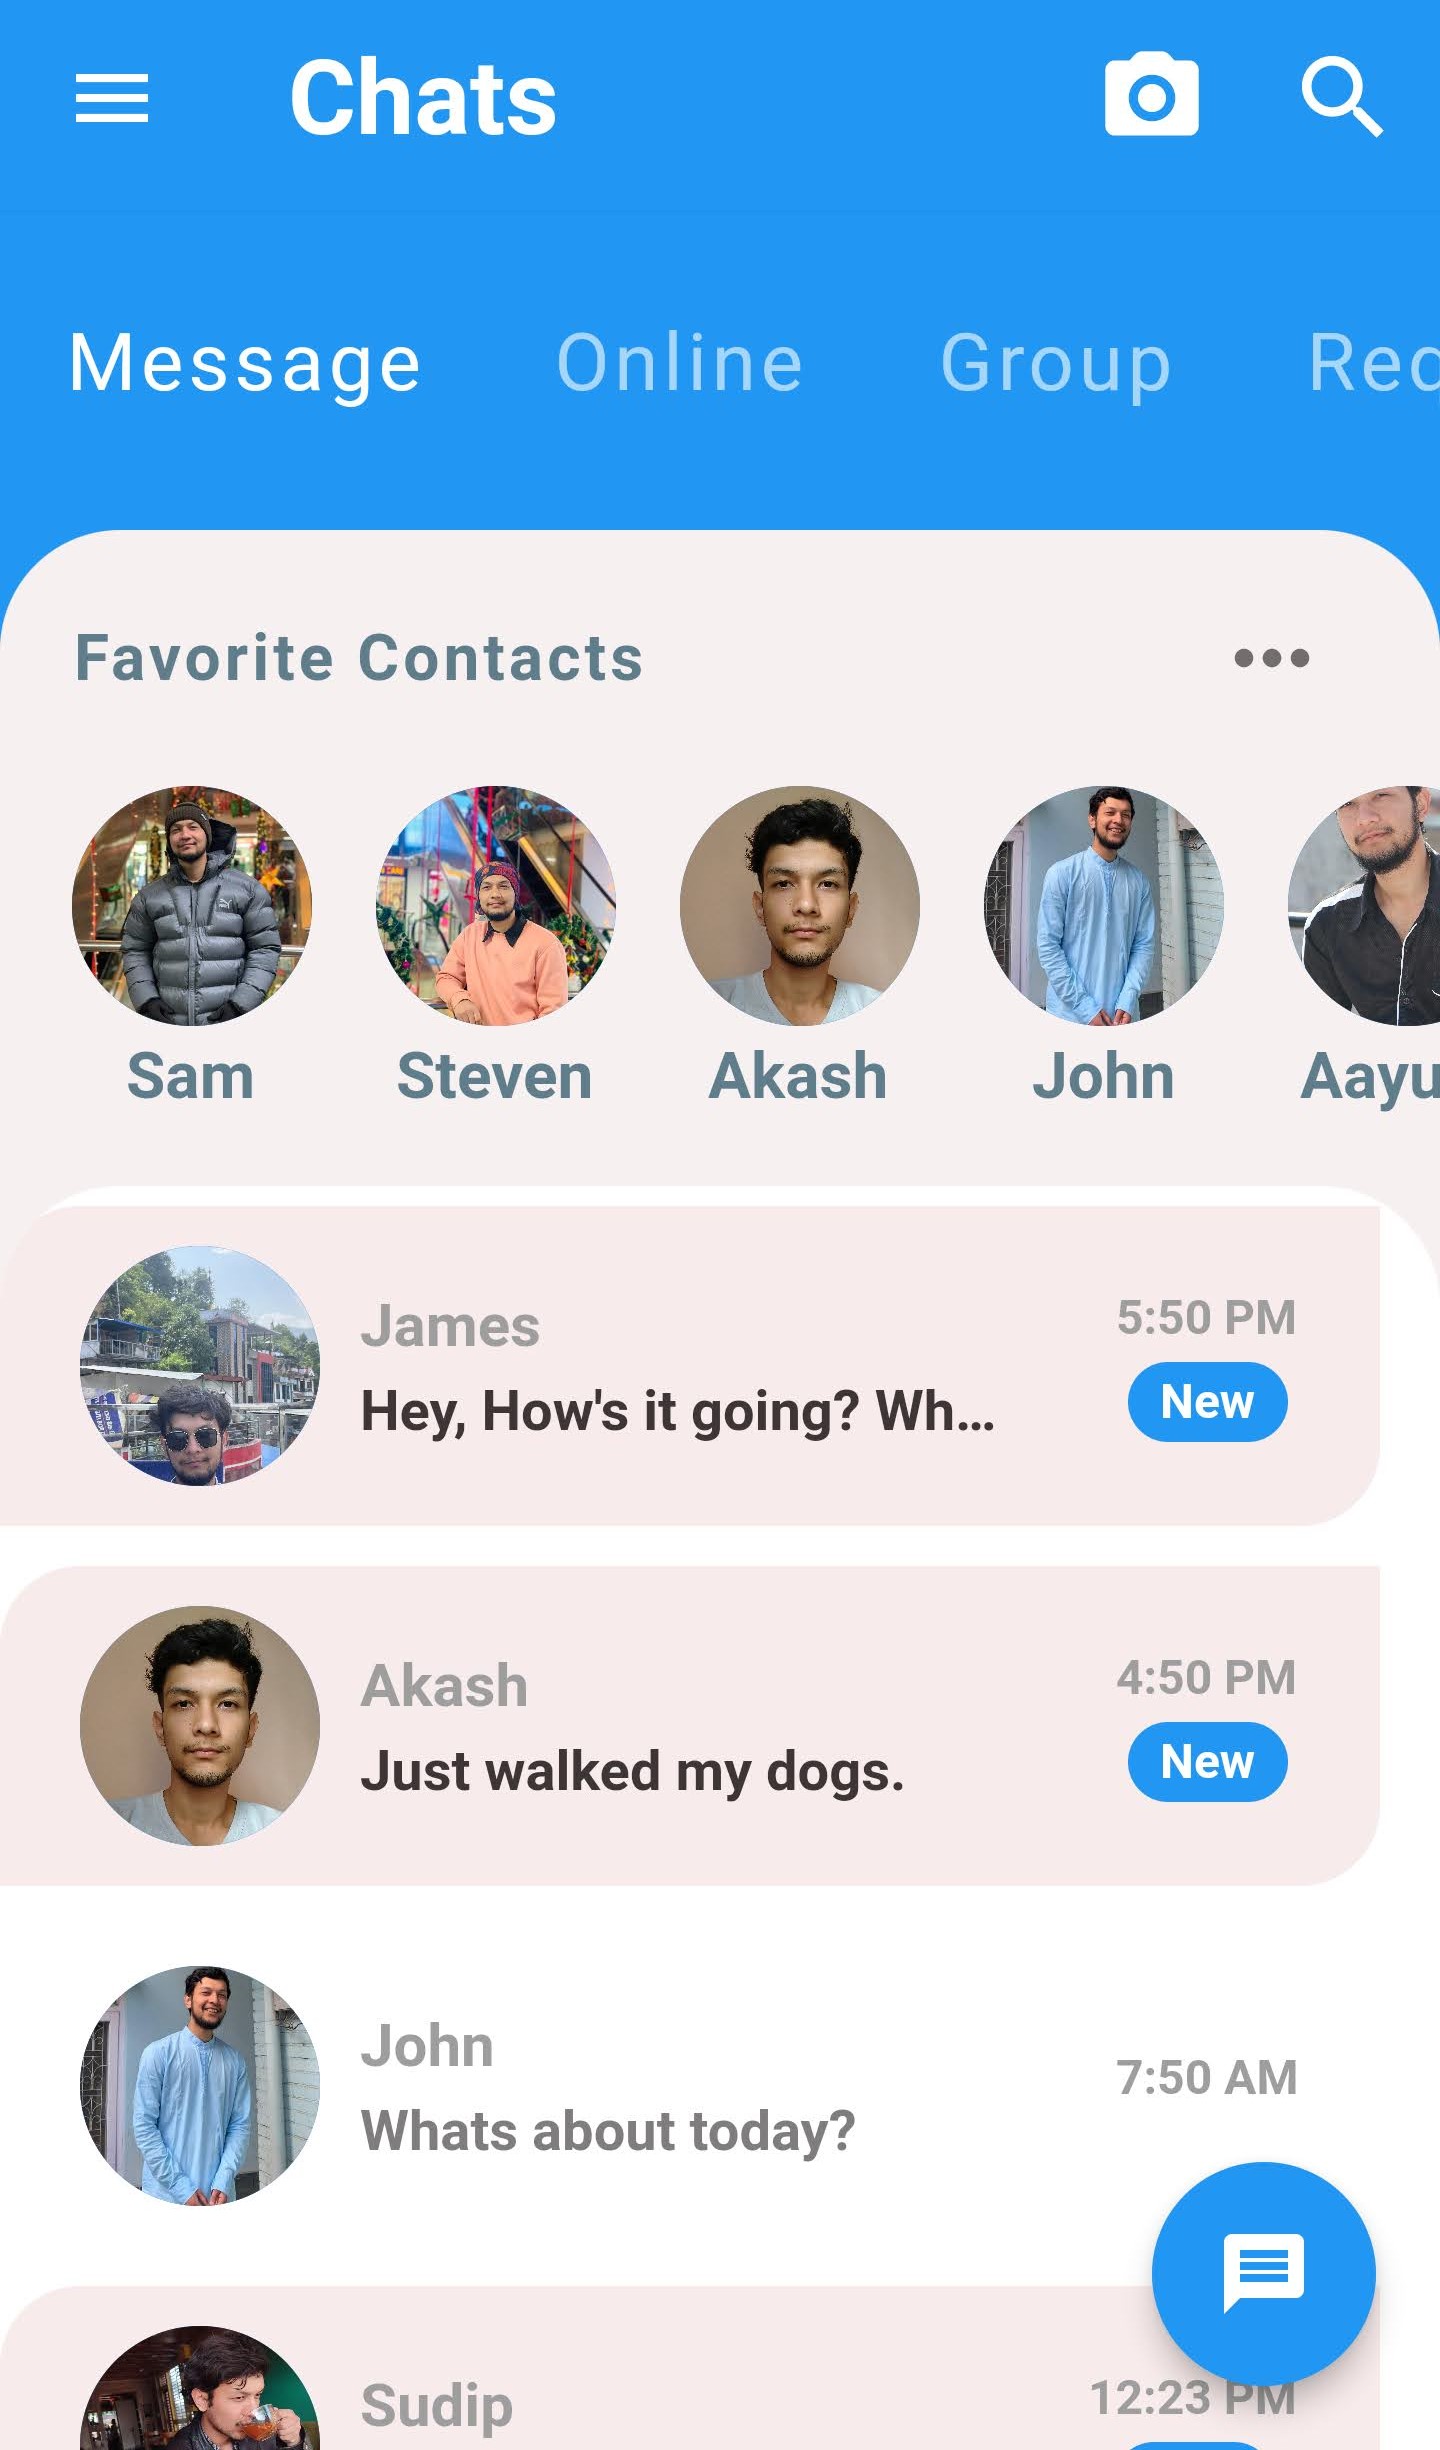 Chats
Message Online Group
Favorite Contacts
Sam Steven Akash John
James
5:50 PM
Hey, How's it going? Wh...
New
Akash
4:50 PM
Just walked my dogs.
New
John
7:50 AM
Whats about today?
Sudip
12:23 PM